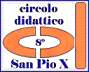 circolo
didattico
8°
San Pio X